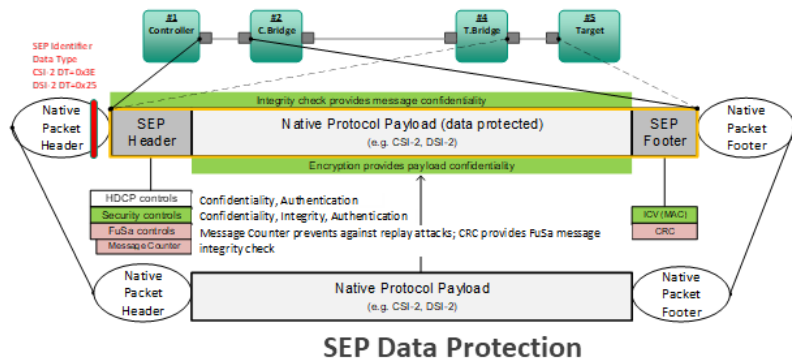 #1
Controller
#2
C.Bridge
#4
T.Bridge
#5
Target
SEP Identifier
Data Type
CSI-2 DT=0x3E
DSI-2 DT=0x25
Integrity check provides message confidentiality
Native
Packet
Header
SEP
Header
Native Protocol Payload (data protected)
(e.g. CSI-2, DSI-2)
SEP
Footer
Native
Packet
Footer
Encryption provides payload confidentiality
HDCP controls
Confidentiality, Authentication
Security controls
Confidentiality, Integrity, Authentication
FuSa controls
Message Counter prevents against replay attacks; CRC provides FuSa message
integrity check
Message Counter
ICV (MAC)
CRC
Native
Packet
Header
Native Protocol Payload
(e.g. CSI-2, DSI-2)
Native
Packet
Footer
SEP Data Protection